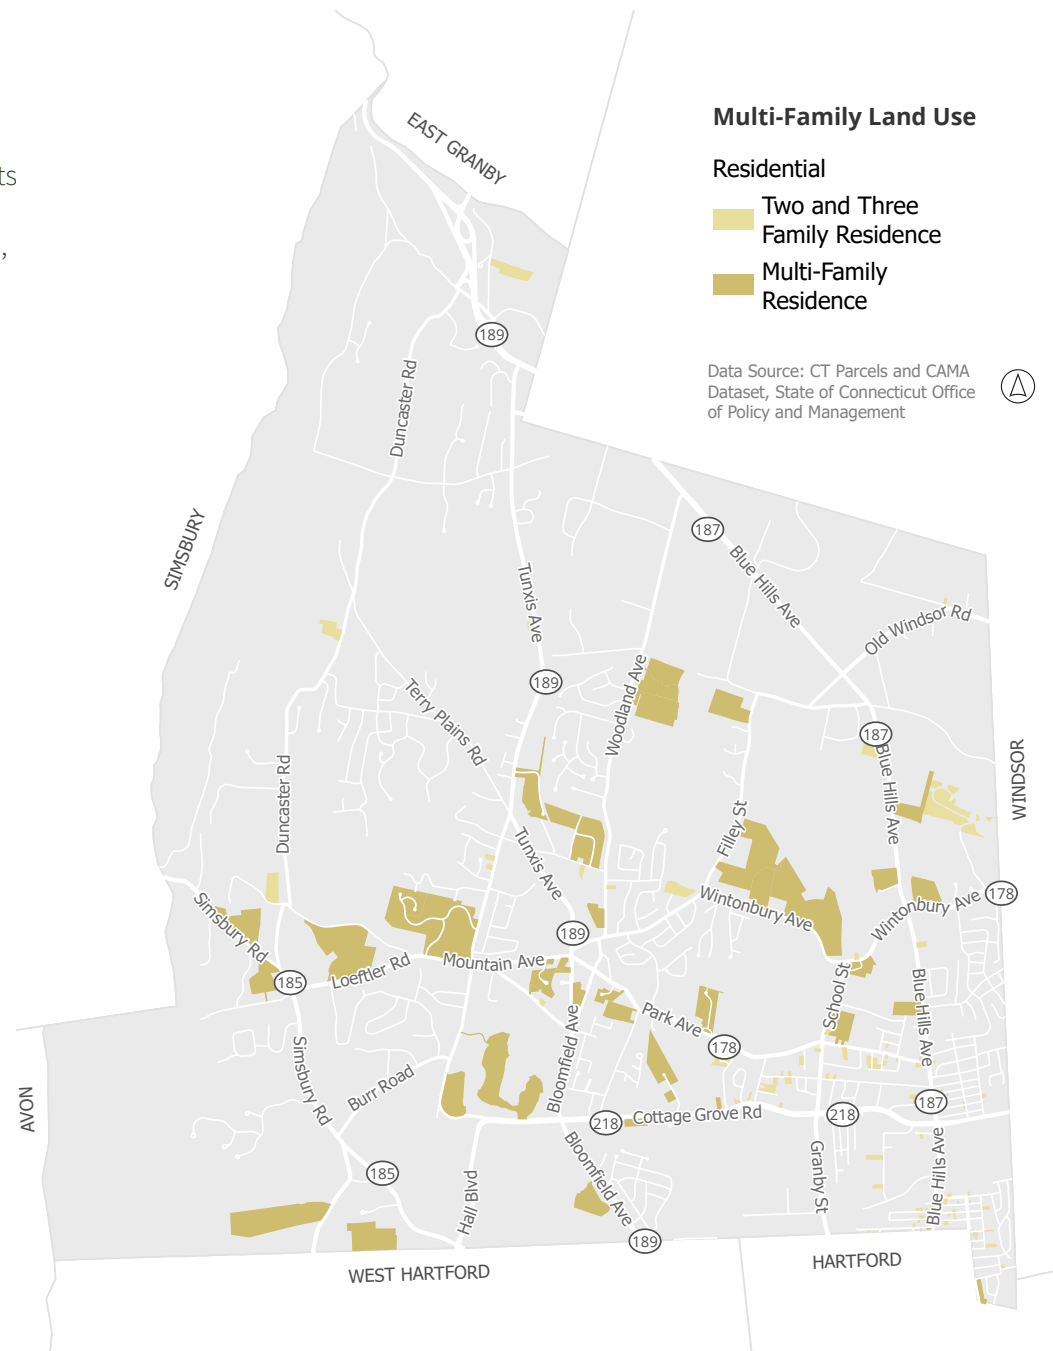 ts
,
Multi-Family Land Use
Residential
Two and Three
Family Residence
Multi-Family
Residence
Data Source: CT Parcels and CAMA
Dataset, State of Connecticut Office
of Policy and Management
EAST GRANBY
189
Duncaster Rd
SIMSBURY
187
Blue Hills Ave
Tunxis Ave
Old Windsor Rd
189
Woodland Ave
Terry Plains Rd
187
Blue Hills Ave
WINDSOR
Duncaster Rd
Tunxis Ave
Filley St
Simsbury Rd
Wintonbury Ave
Wintonbury Ave
178
189
185
Loeffler Rd
Mountain Ave
School St
Blue Hills Ave
Park Ave
178
Simsbury Rd
Bloomfield Ave
Burr Road
AVON
187
218
Cottage Grove Rd
218
185
Hall Blvd
Bloomfield Ave
Granby St
Blue Hills Ave
189
WEST HARTFORD
HARTFORD